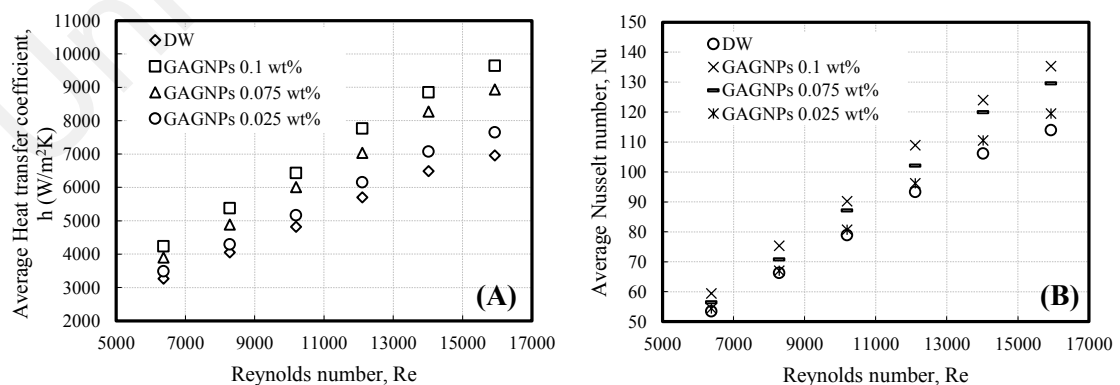 Uni
11000
10000
9000
8000
7000
6000
5000
4000
3000
2000
Average Heat transfer coefficient,
h (W/m²K)
DW
GAGNPs 0.1 wt%
GAGNPs 0.075 wt%
GAGNPs 0.025 wt%
(A)
5000 7000 9000 11000 13000 15000 17000
Reynolds number, Re
150
140
130
120
110
100
90
80
70
60
50
Average Nusselt number, Nu
DW
GAGNPs 0.1 wt%
GAGNPs 0.075 wt%
GAGNPs 0.025 wt%
(B)
5000 7000 9000 11000 13000 15000 17000
Reynolds number, Re